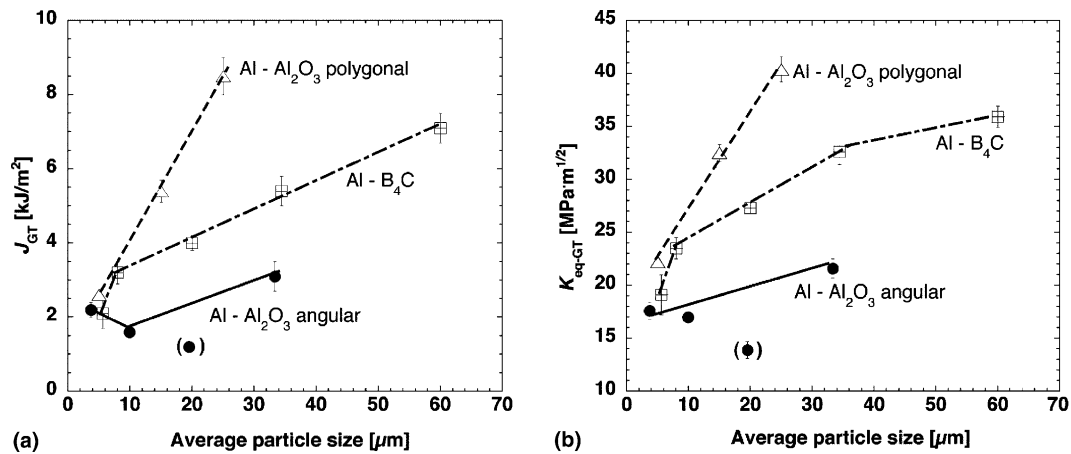 10
8
6
4
2
0
J_GT [kJ/m²]
Al - Al₂O₃ polygonal
Al - B₄C
Al - Al₂O₃ angular
( )
0 10 20 30 40 50 60 70
(a) Average particle size [µm]
45
40
35
30
25
20
15
10
K_eq-GT [MPa·m^1/2]
Al - Al₂O₃ polygonal
Al - B₄C
Al - Al₂O₃ angular
( )
0 10 20 30 40 50 60 70
(b) Average particle size [µm]